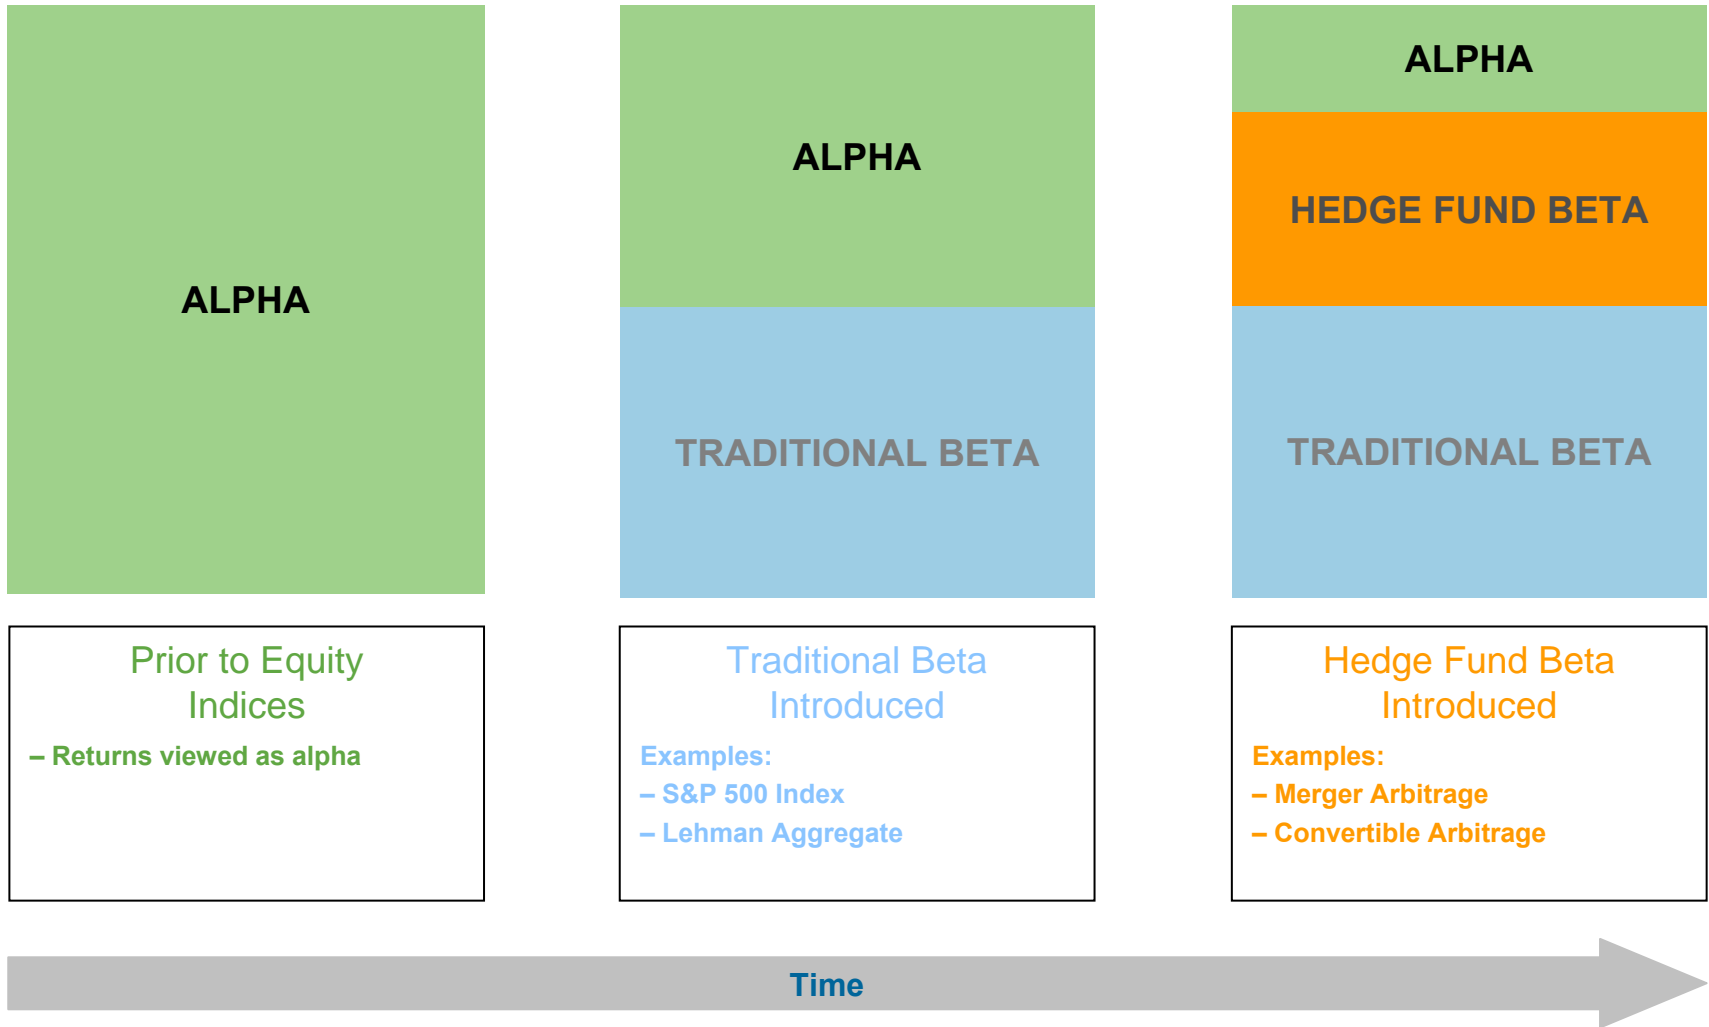 ALPHA
ALPHA
TRADITIONAL BETA
ALPHA
HEDGE FUND BETA
TRADITIONAL BETA
Prior to Equity
Indices
– Returns viewed as alpha
Traditional Beta
Introduced
Examples:
– S&P 500 Index
– Lehman Aggregate
Hedge Fund Beta
Introduced
Examples:
– Merger Arbitrage
– Convertible Arbitrage
Time